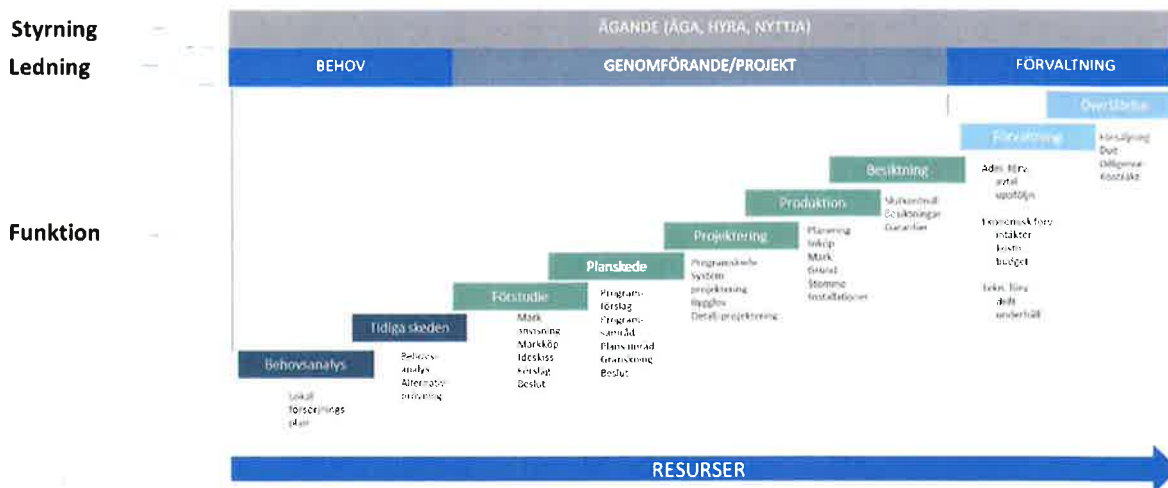 Styrning
ÄGANDE (ÄGA, HYRA, NYTTIA)
Ledning
BEHOV
GENOMFÖRANDE/PROJEKT
FÖRVALTNING
Funktion
Överlåtelse
Försäljning
Due
Diligence
Kontrakt
Förvaltning
Adm. förv.
avtal
uppföljn
Ekonomisk förv
intäkter
kostn
budget
Tekn. förv
drift
underhåll
Besiktning
Slutkontroll
Besiktningar
Garantier
Produktion
Planering
Inköp
Mark
Grund
Stomme
Installationer
Projektering
Programskede
System
projektering
Bygglov
Detaljprojektering
Planskede
Program-
förslag
Program-
samråd
Plansamråd
Granskning
Beslut
Förstudie
Mark
anvisning
Markköp
Ideskiss
Förslag
Beslut
Tidiga skeden
Behovs-
analys
Alternativ-
prövning
Behovsanalys
Lokal
försörjnings
plan
RESURSER